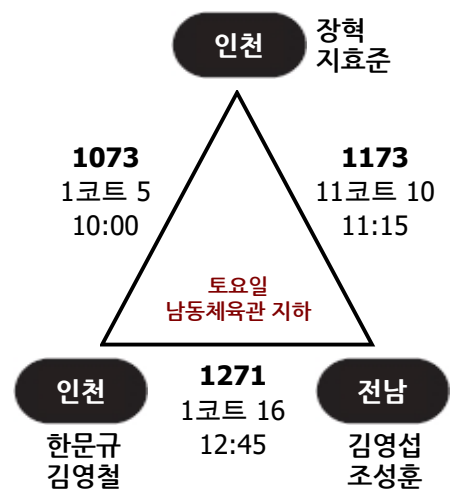 인천
장혁
지효준
1073
1코트 5
10:00
1173
11코트 10
11:15
토요일
남동체육관 지하
인천
한문규
김영철
1271
1코트 16
12:45
전남
김영섭
조성훈